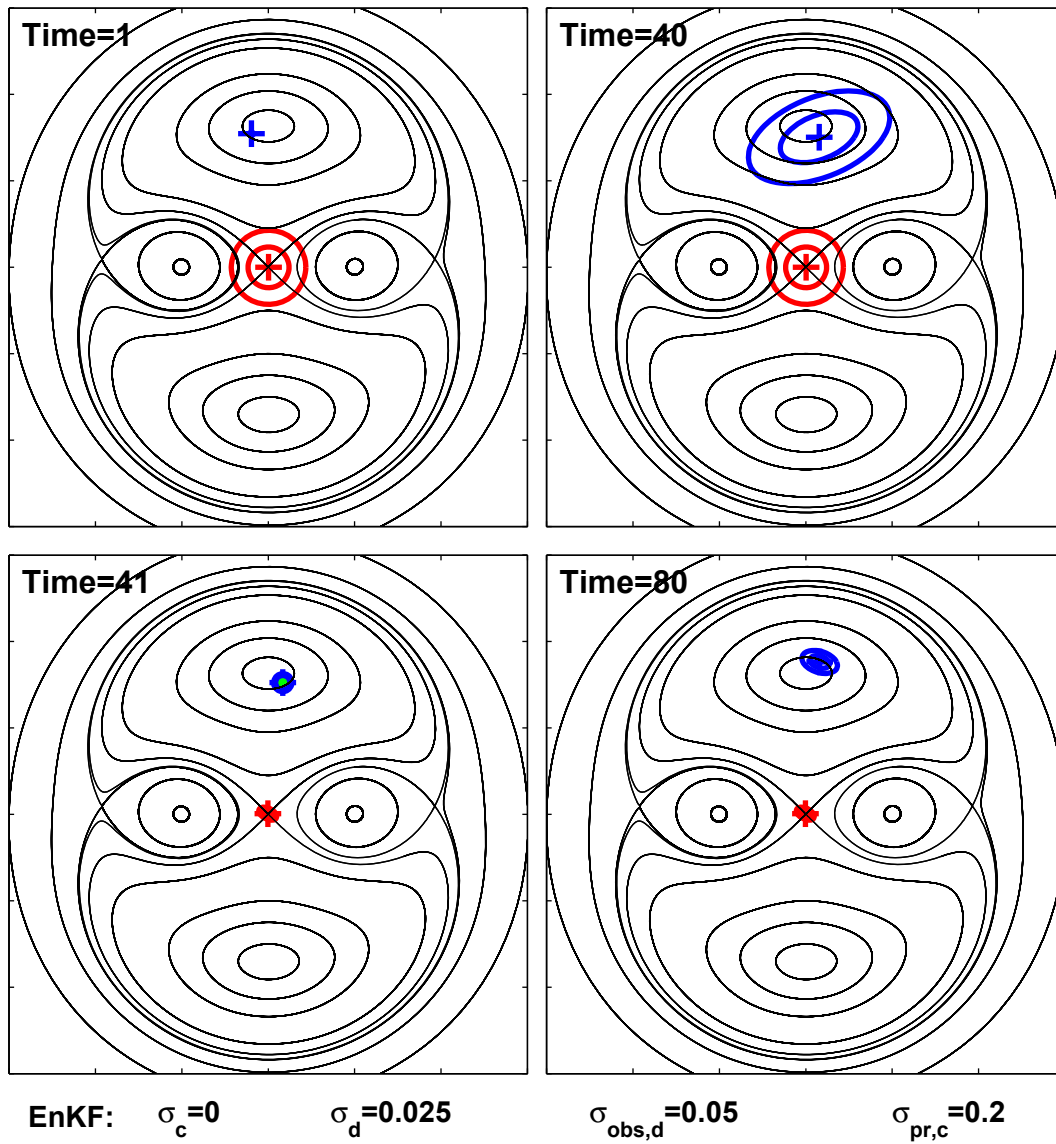 Time=1
Time=40
Time=41
Time=80
EnKF: σc=0 σd=0.025 σobs,d=0.05 σpr,c=0.2